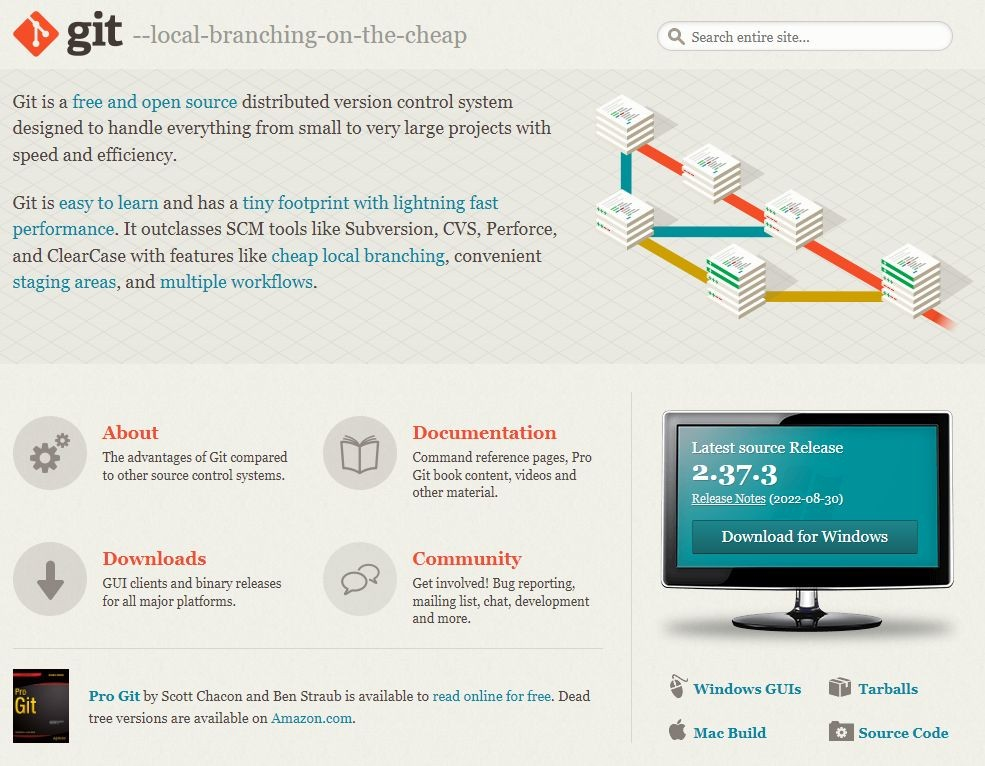 git --local-branching-on-the-cheap
Search entire site...
Git is a free and open source distributed version control system
designed to handle everything from small to very large projects with
speed and efficiency.
Git is easy to learn and has a tiny footprint with lightning fast
performance. It outclasses SCM tools like Subversion, CVS, Perforce,
and ClearCase with features like cheap local branching, convenient
staging areas, and multiple workflows.
About
The advantages of Git compared
to other source control systems.
Documentation
Command reference pages, Pro
Git book content, videos and
other material.
Downloads
GUI clients and binary releases
for all major platforms.
Community
Get involved! Bug reporting,
mailing list, chat, development
and more.
Pro
Git
Pro Git by Scott Chacon and Ben Straub is available to read online for free. Dead
tree versions are available on Amazon.com.
Latest source Release
2.37.3
Release Notes (2022-08-30)
Download for Windows
Windows GUIs
Tarballs
Mac Build
Source Code